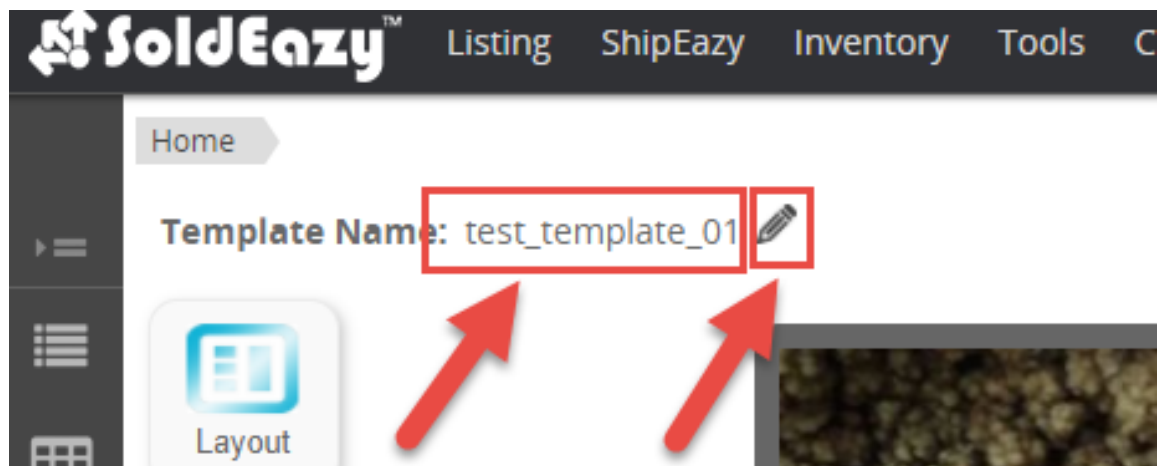 SoldEazy™ Listing ShipEazy Inventory Tools C
Home
Template Name: test_template_01
Layout